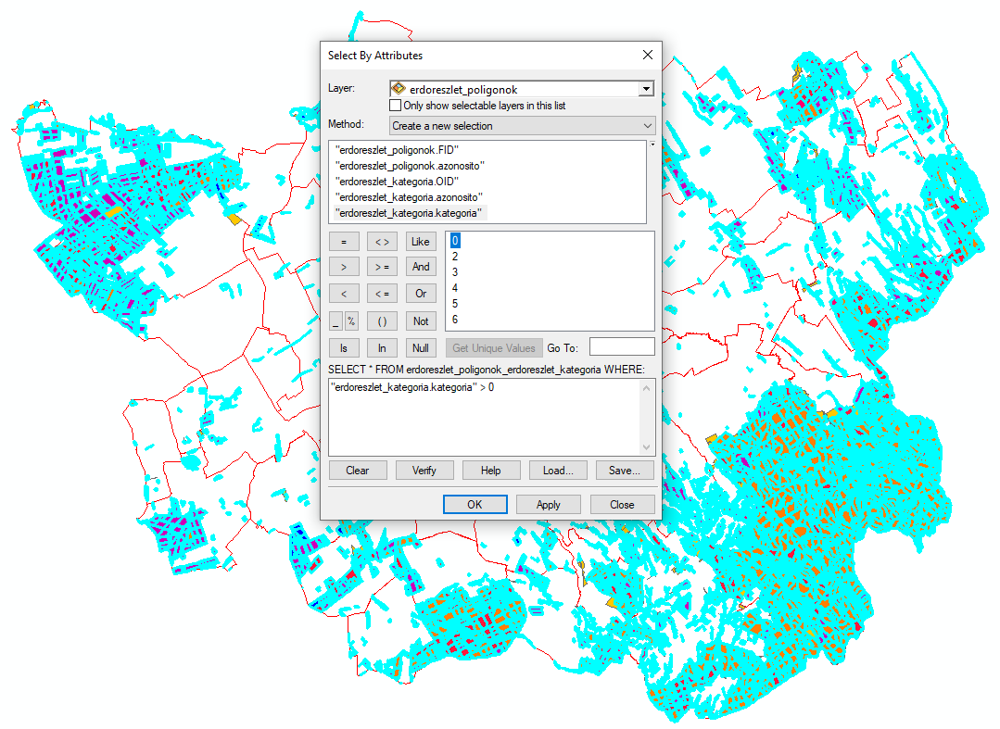 Select By Attributes
Layer:
erdoreszlet_poligonok
Only show selectable layers in this list
Method:
Create a new selection
"erdoreszlet_poligonok.FID"
"erdoreszlet_poligonok.azonosito"
"erdoreszlet_kategoria.OID"
"erdoreszlet_kategoria.azonosito"
"erdoreszlet_kategoria.kategoria"
= < > Like
> > = And
< < = Or
_ % ( ) Not
Is In Null
0
2
3
4
5
6
Get Unique Values Go To:
SELECT * FROM erdoreszlet_poligonok_erdoreszlet_kategoria WHERE:
"erdoreszlet_kategoria.kategoria" > 0
Clear Verify Help Load... Save...
OK Apply Close